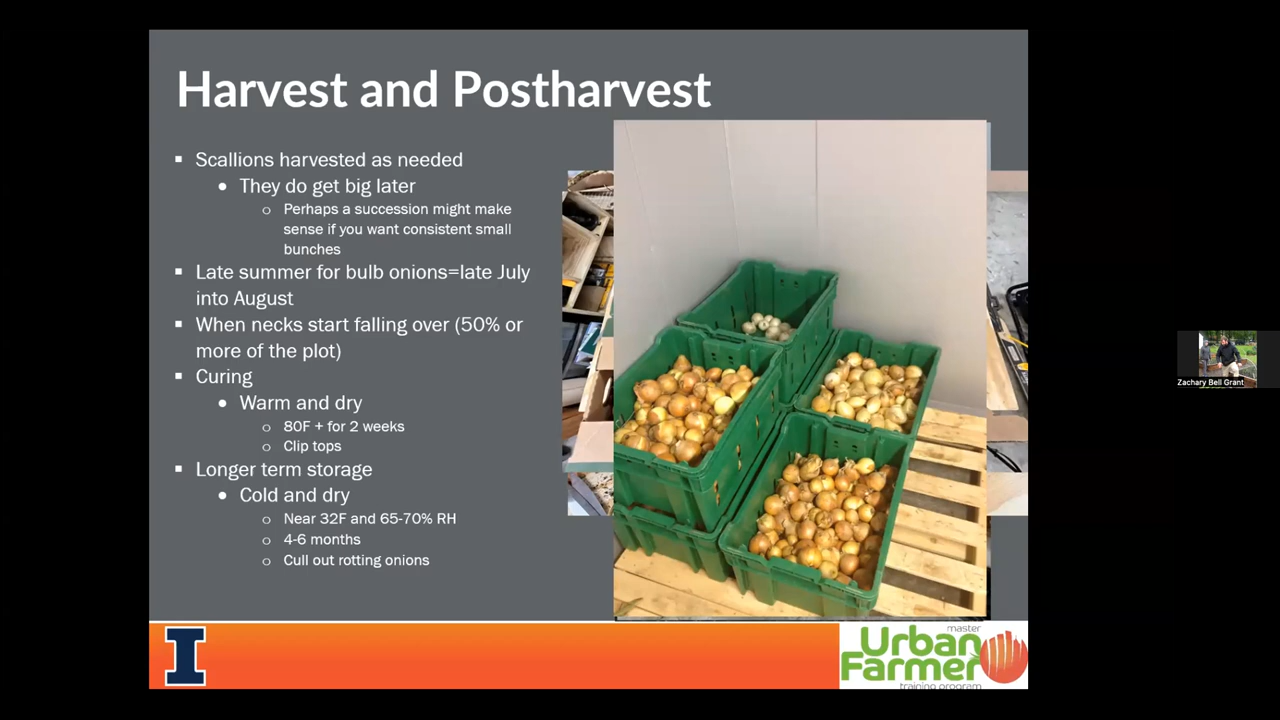 Harvest and Postharvest
▪ Scallions harvested as needed
• They do get big later
o Perhaps a succession might make
sense if you want consistent small
bunches
▪ Late summer for bulb onions=late July
into August
▪ When necks start falling over (50% or
more of the plot)
▪ Curing
• Warm and dry
o 80F + for 2 weeks
o Clip tops
▪ Longer term storage
• Cold and dry
o Near 32F and 65-70% RH
o 4-6 months
o Cull out rotting onions
Zachary Bell Grant
I
master
Urban
Farmer
training program